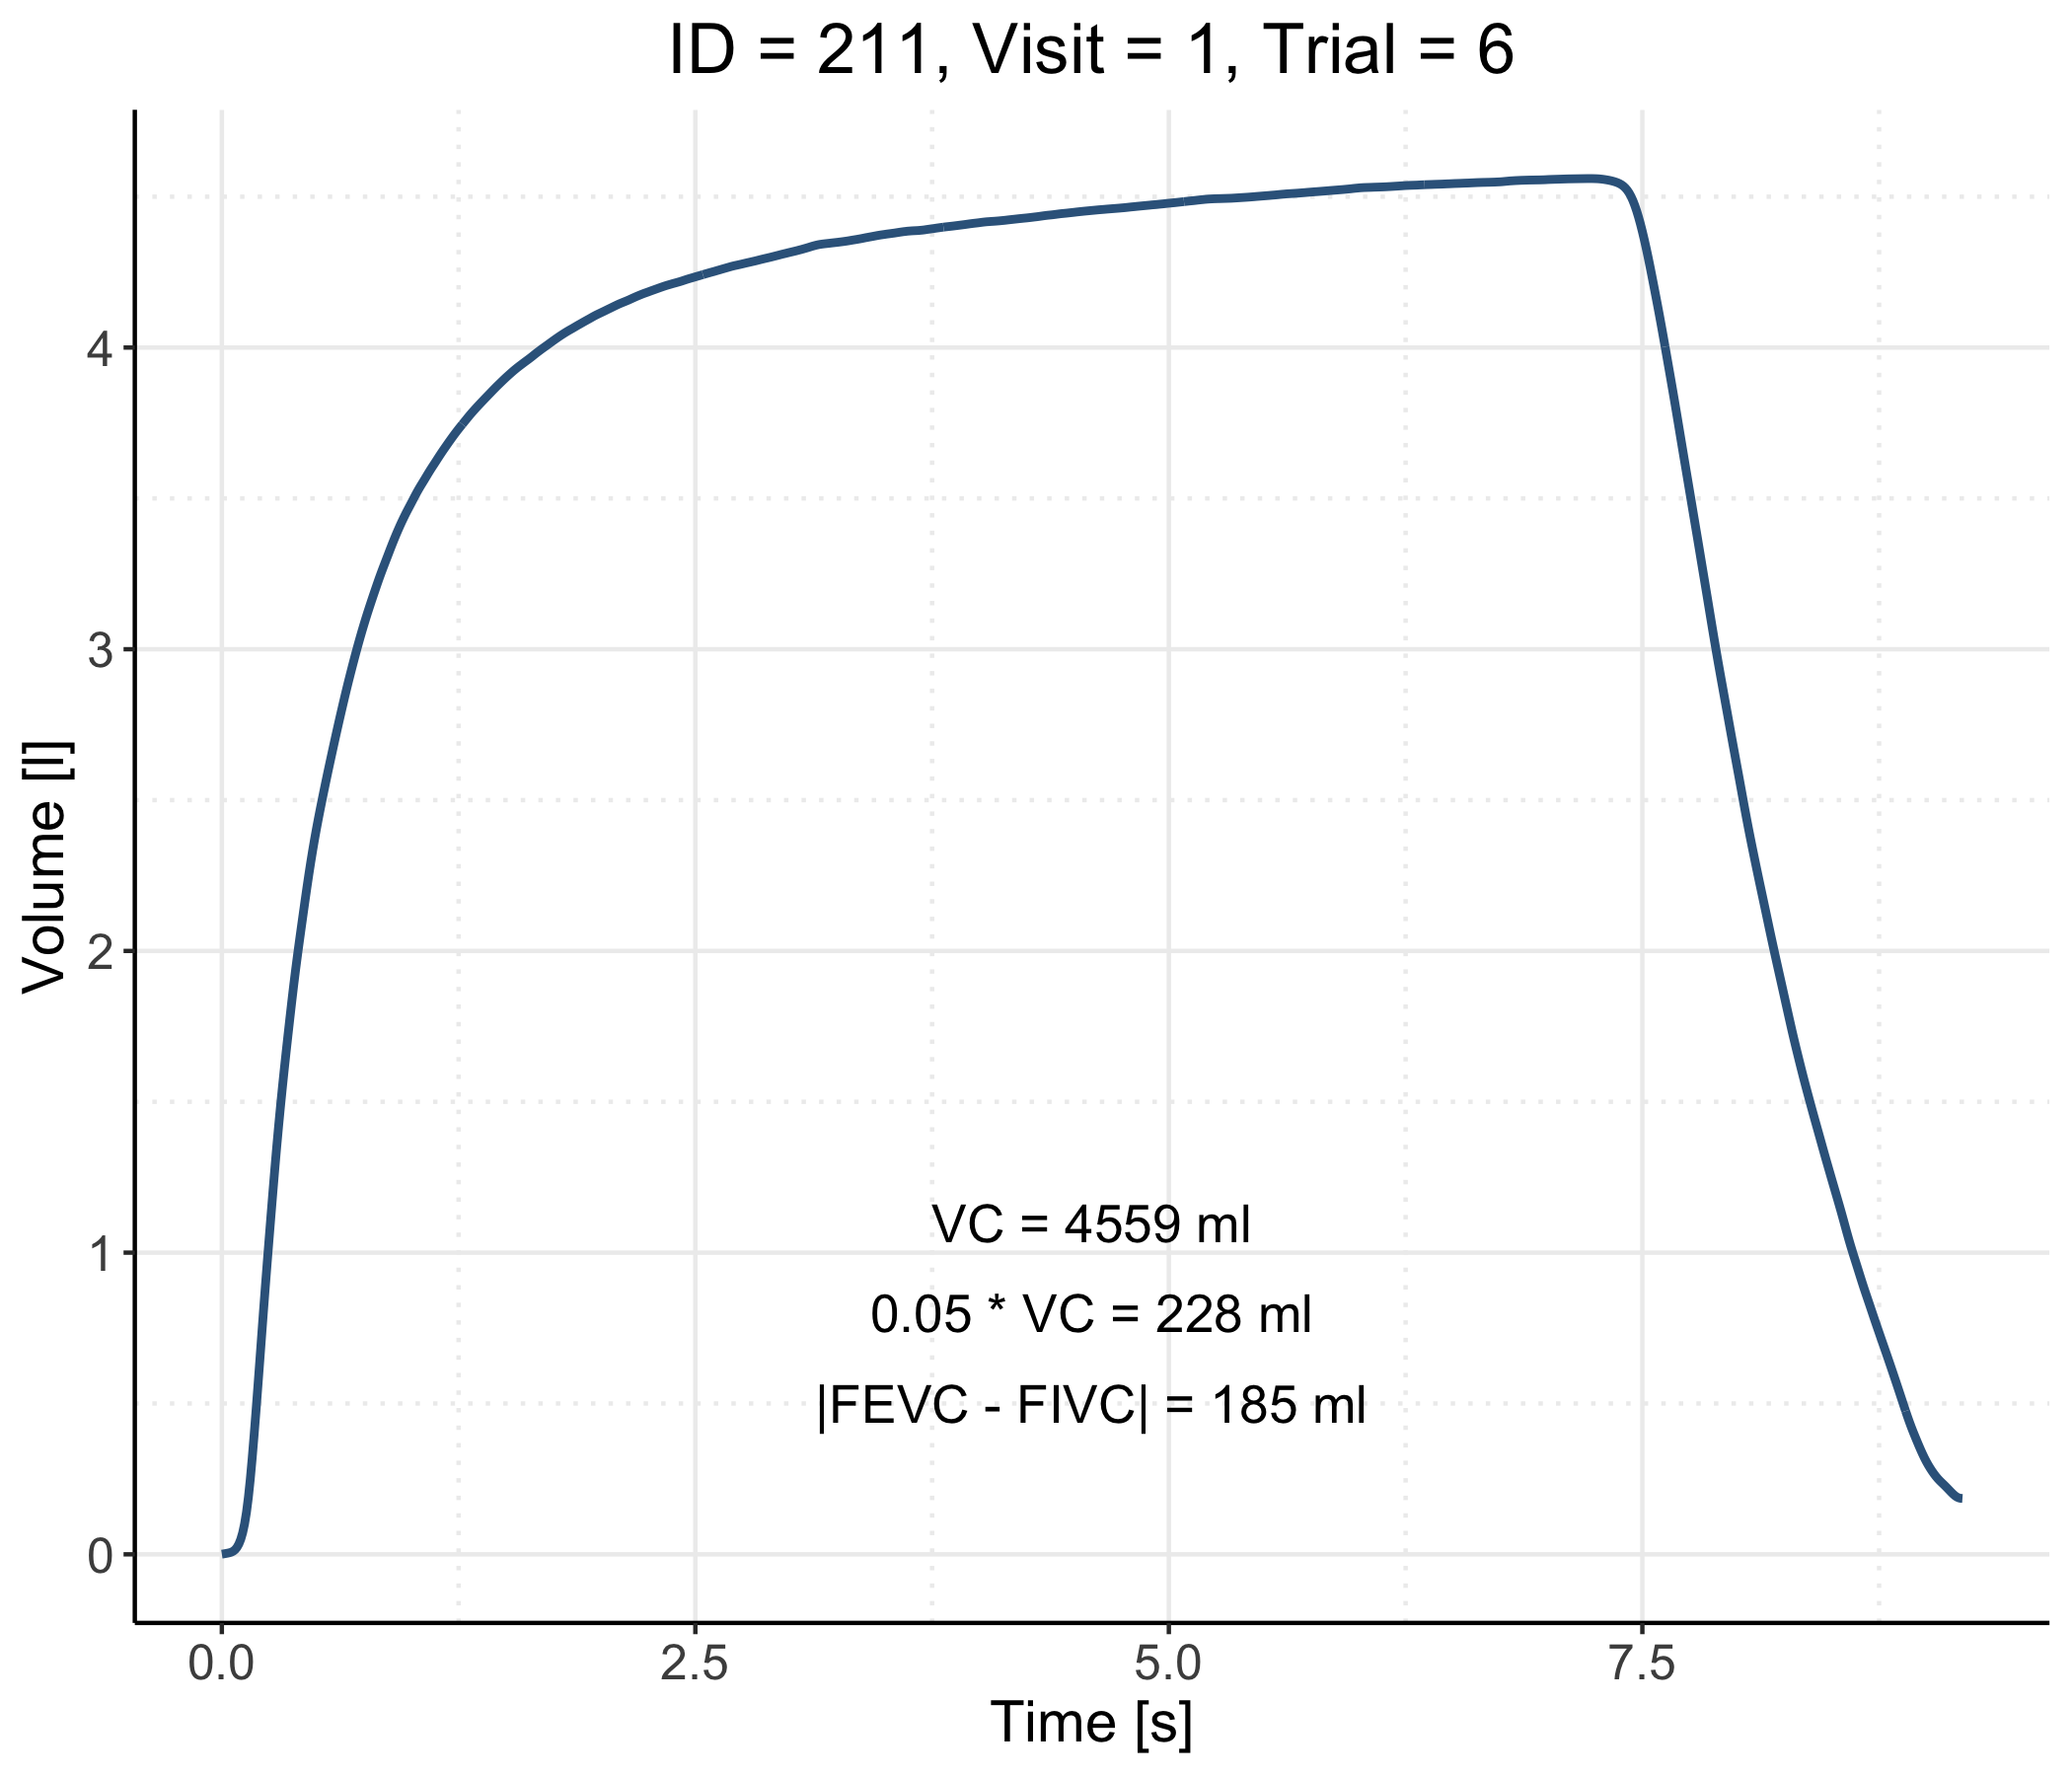 ID = 211, Visit = 1, Trial = 6
Volume [l]
4
3
2
1
0
VC = 4559 ml
0.05 * VC = 228 ml
|FEVC - FIVC| = 185 ml
0.0 2.5 5.0 7.5
Time [s]